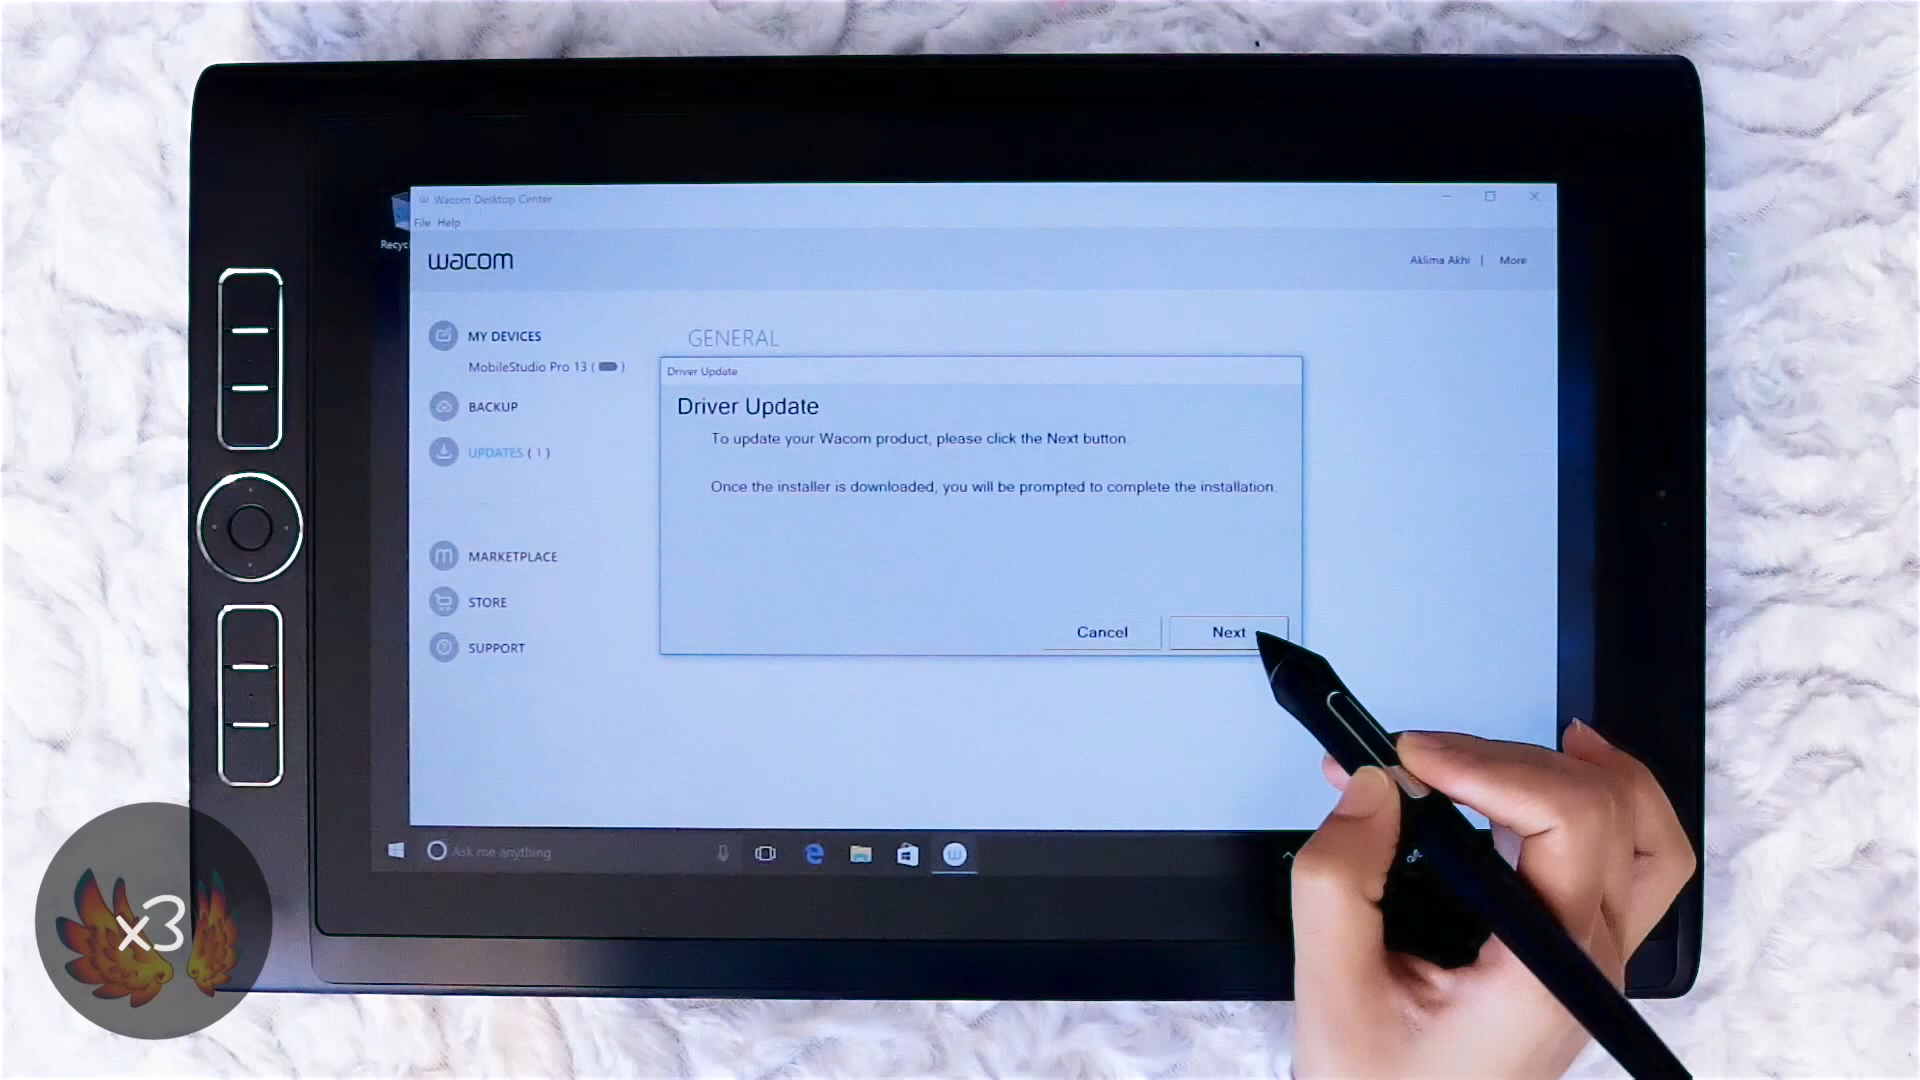 Wacom Desktop Center
File Help
Recyc
wacom
Aklima Akhi | More
MY DEVICES
MobileStudio Pro 13 ( )
BACKUP
UPDATES ( 1 )
MARKETPLACE
STORE
SUPPORT
GENERAL
Driver Update
Driver Update
To update your Wacom product, please click the Next button.
Once the installer is downloaded, you will be prompted to complete the installation.
Cancel
Next
Ask me anything
x3